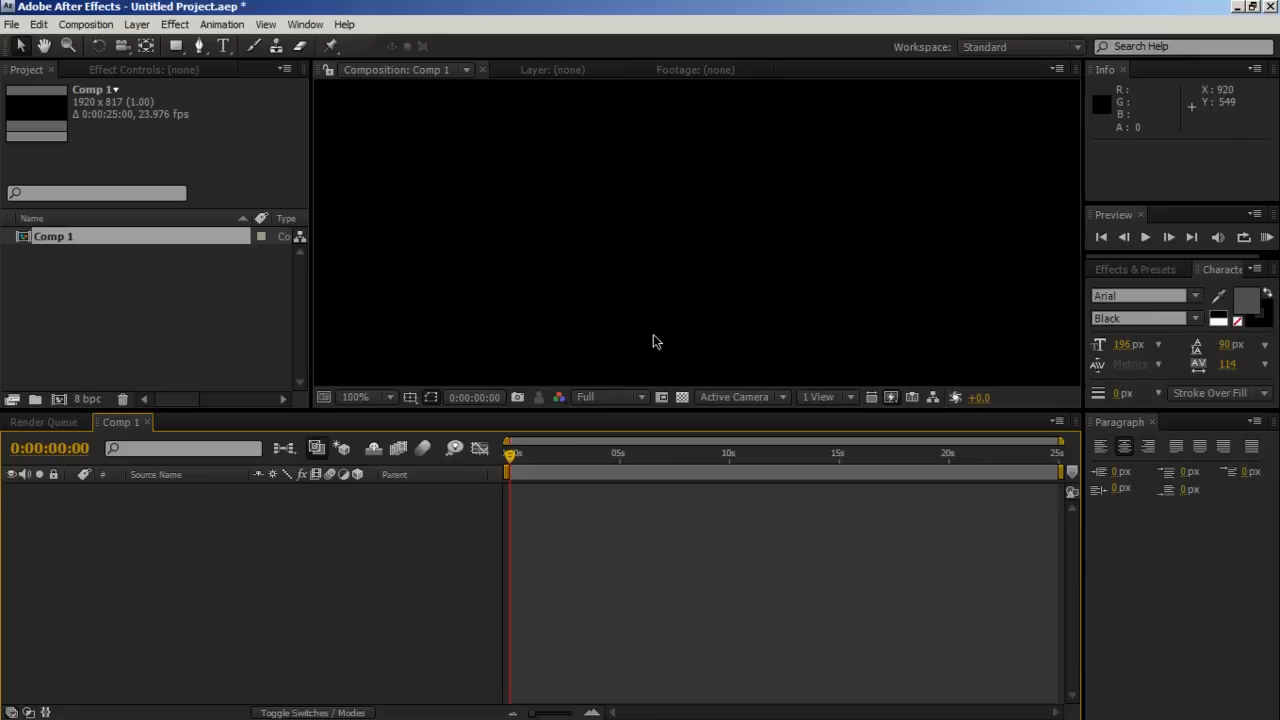 Adobe After Effects - Untitled Project.aep *
File Edit Composition Layer Effect Animation View Window Help
Workspace: Standard Search Help
Project Effect Controls: (none) Composition: Comp 1 Layer: (none) Footage: (none) Info
Comp 1
1920 x 817 (1.00)
Δ 0:00:25:00, 23.976 fps
R : X : 920
G : Y : 549
B :
A : 0
Preview
Name Type
Comp 1 Co
Effects & Presets Characte
Arial
Black
196 px 90 px
Metrics 114
0 px Stroke Over Fill
8 bpc 100% 0:00:00:00 Full Active Camera 1 View +0.0
Render Queue Comp 1 Paragraph
0:00:00:00
05s 10s 15s 20s 25s
# Source Name Parent
0 px 0 px 0 px
0 px 0 px
Toggle Switches / Modes